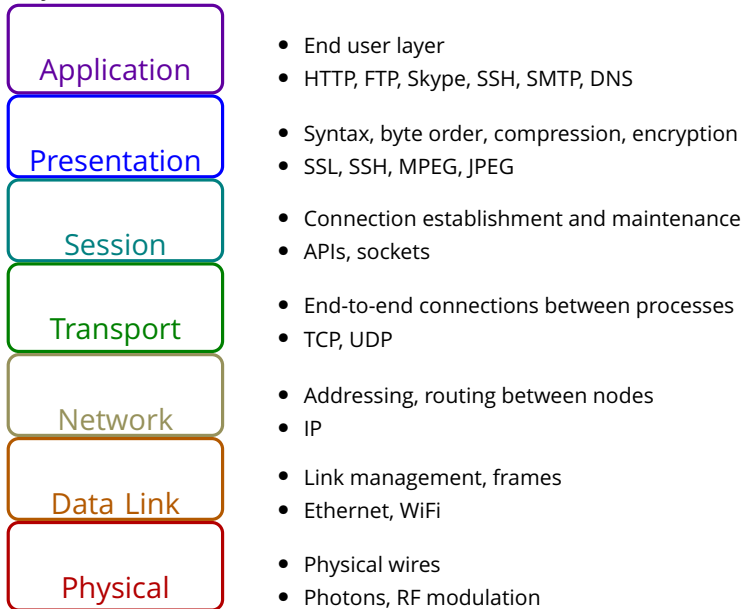 Application
• End user layer
• HTTP, FTP, Skype, SSH, SMTP, DNS
Presentation
• Syntax, byte order, compression, encryption
• SSL, SSH, MPEG, JPEG
Session
• Connection establishment and maintenance
• APIs, sockets
Transport
• End-to-end connections between processes
• TCP, UDP
Network
• Addressing, routing between nodes
• IP
Data Link
• Link management, frames
• Ethernet, WiFi
Physical
• Physical wires
• Photons, RF modulation